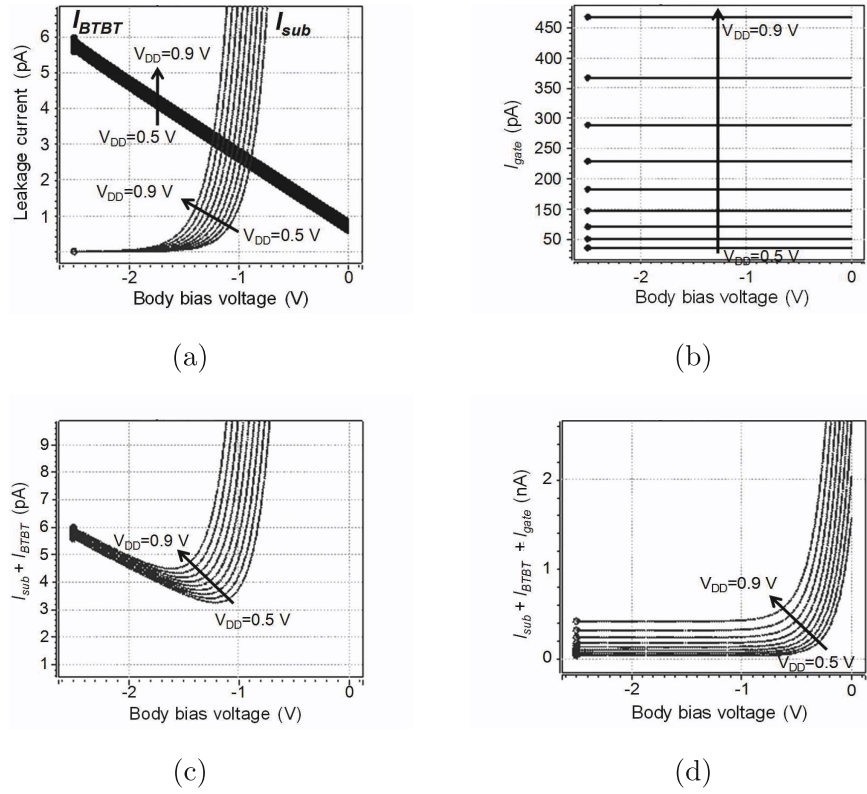 I_BTBT
I_sub
6
5
4
3
2
1
Leakage current (pA)
V_DD=0.9 V
V_DD=0.5 V
V_DD=0.9 V
V_DD=0.5 V
-2
-1
0
Body bias voltage (V)
(a)
450
400
350
300
250
200
150
100
50
I_gate (pA)
V_DD=0.9 V
V_DD=0.5 V
-2
-1
0
Body bias voltage (V)
(b)
9
8
7
6
5
4
3
2
1
I_sub + I_BTBT (pA)
V_DD=0.9 V
V_DD=0.5 V
-2
-1
0
Body bias voltage (V)
(c)
2
1
0
I_sub + I_BTBT + I_gate (nA)
V_DD=0.9 V
V_DD=0.5 V
-2
-1
0
Body bias voltage (V)
(d)